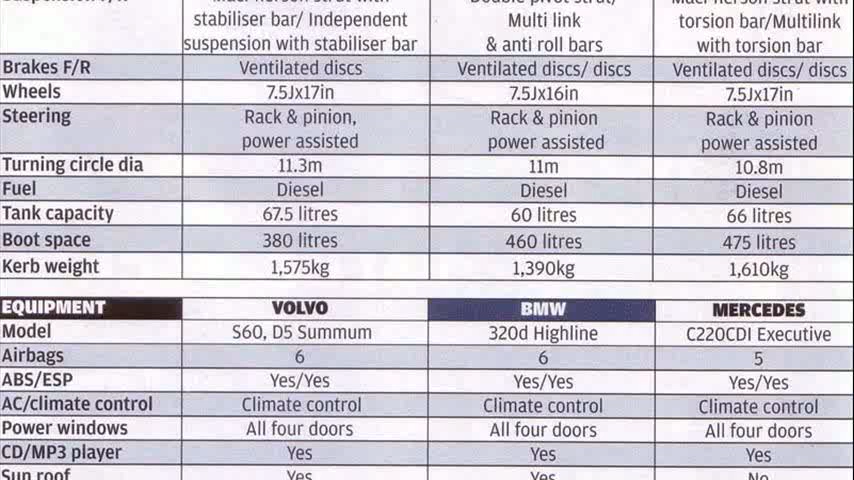 stabiliser bar/ Independent Multi link torsion bar/Multilink
suspension with stabiliser bar & anti roll bars with torsion bar
Brakes F/R Ventilated discs Ventilated discs/ discs Ventilated discs/ discs
Wheels 7.5Jx17in 7.5Jx16in 7.5Jx17in
Steering Rack & pinion, Rack & pinion Rack & pinion
power assisted power assisted power assisted
Turning circle dia 11.3m 11m 10.8m
Fuel Diesel Diesel Diesel
Tank capacity 67.5 litres 60 litres 66 litres
Boot space 380 litres 460 litres 475 litres
Kerb weight 1,575kg 1,390kg 1,610kg
EQUIPMENT VOLVO BMW MERCEDES
Model S60, D5 Summum 320d Highline C220CDI Executive
Airbags 6 6 5
ABS/ESP Yes/Yes Yes/Yes Yes/Yes
AC/climate control Climate control Climate control Climate control
Power windows All four doors All four doors All four doors
CD/MP3 player Yes Yes Yes
Sun roof Yes Yes No